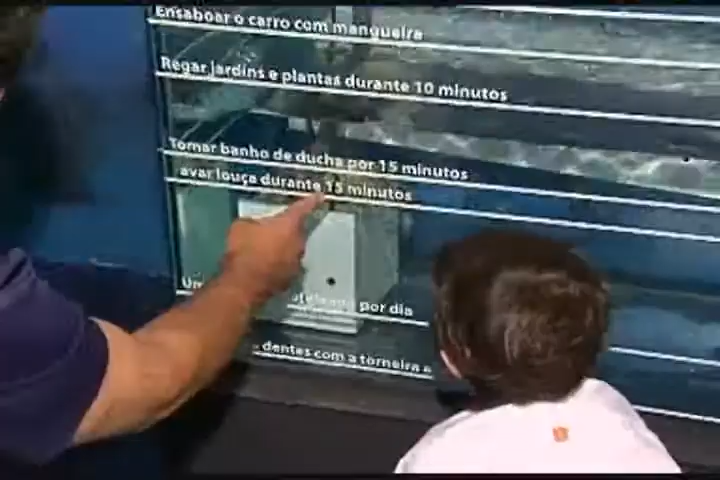 Ensaboar o carro com mangueira
Regar jardins e plantas durante 10 minutos
Tomar banho de ducha por 15 minutos
avar louça durante 15 minutos
por dia
dentes com a torneira a